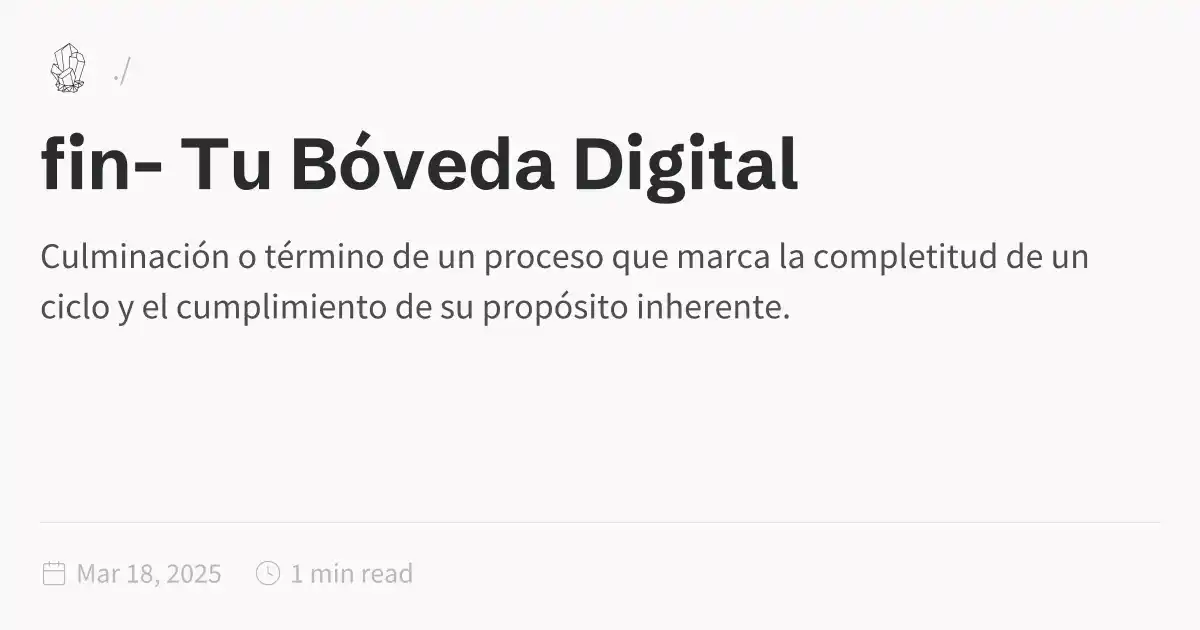 ./
fin- Tu Bóveda Digital
Culminación o término de un proceso que marca la completitud de un
ciclo y el cumplimiento de su propósito inherente.
Mar 18, 2025 1 min read